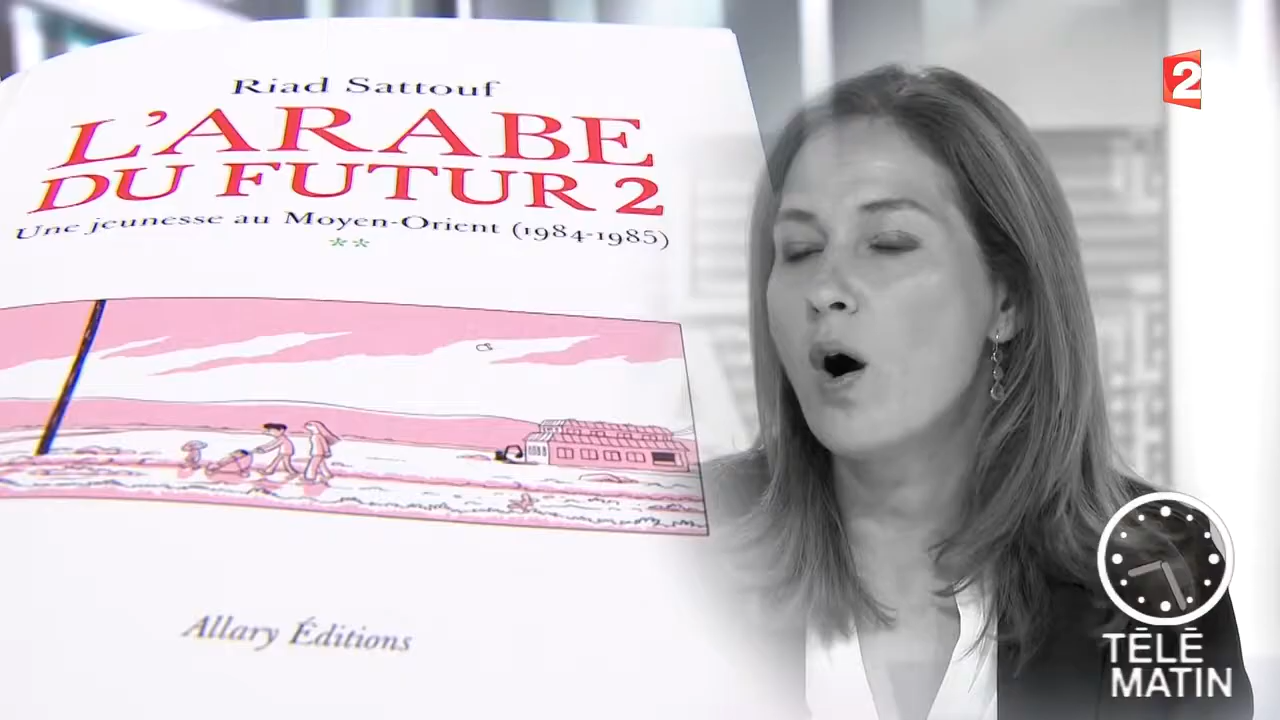 Riad Sattouf
L'ARABE
DU FUTUR 2
Une jeunesse au Moyen-Orient (1984-1985)
**
Allary Éditions
2
TÉLÉ
MATIN